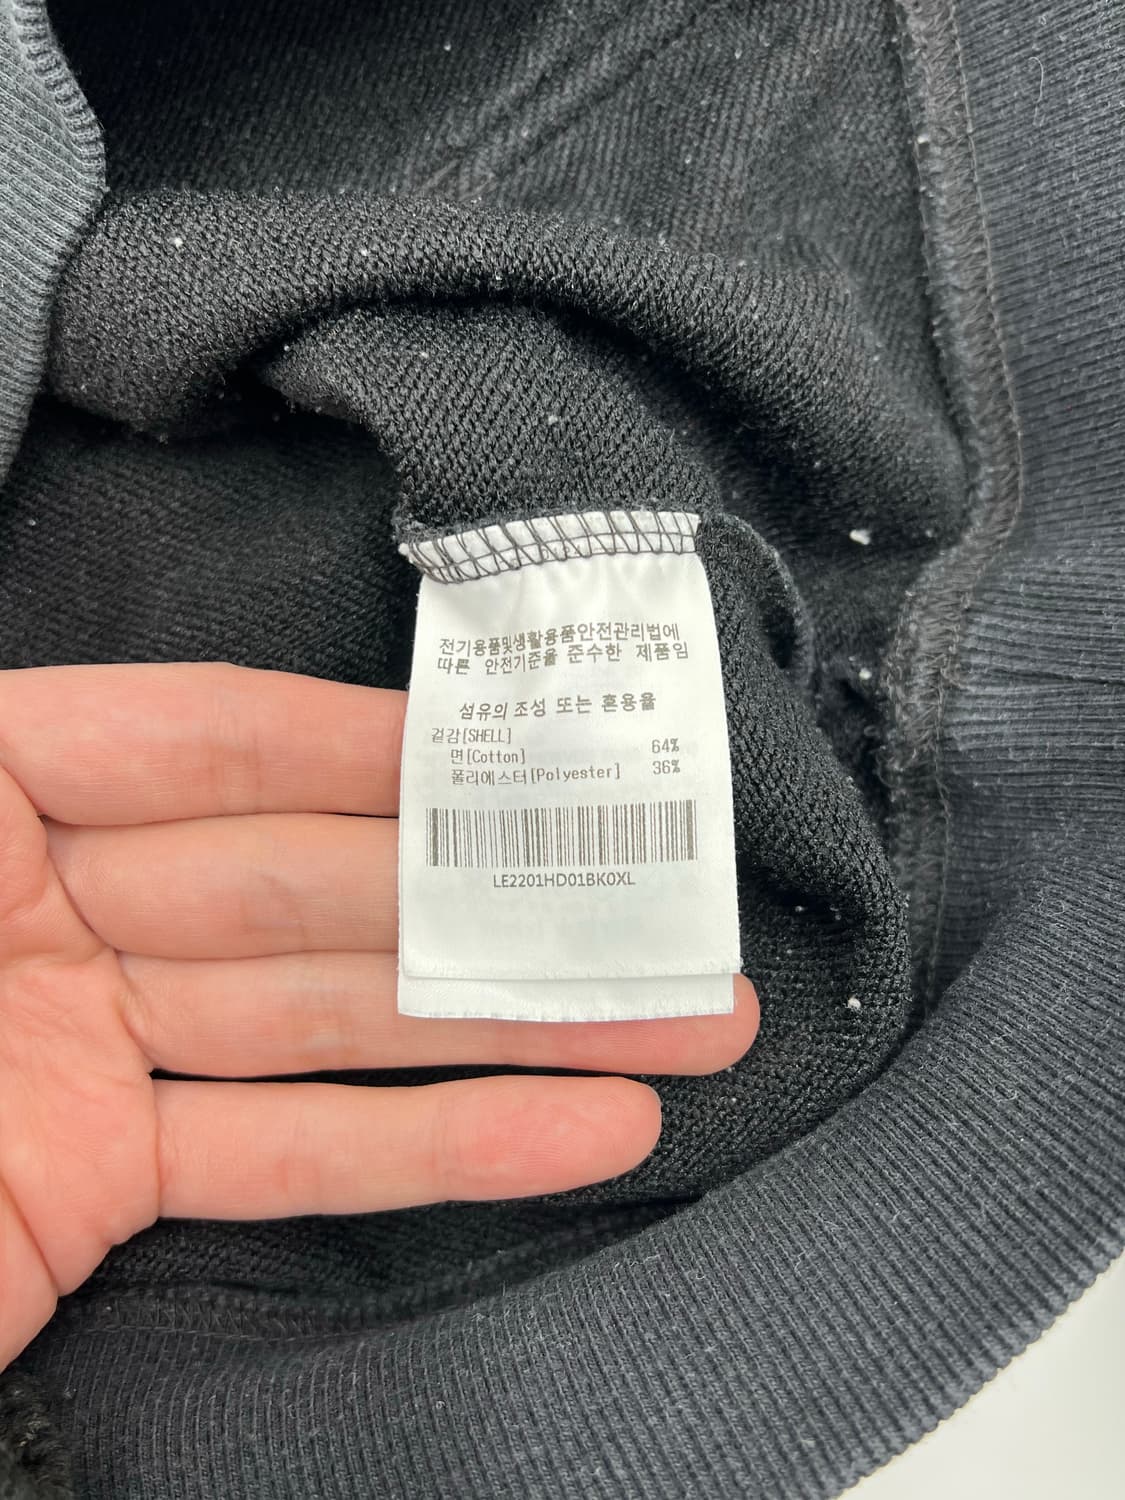 전기용품및생활용품안전관리법에
따른 안전기준을 준수한 제품임
섬유의 조성 또는 혼용율
겉감[SHELL]
면[Cotton] 64%
폴리에스터[Polyester] 36%
LE2201HD01BK0XL